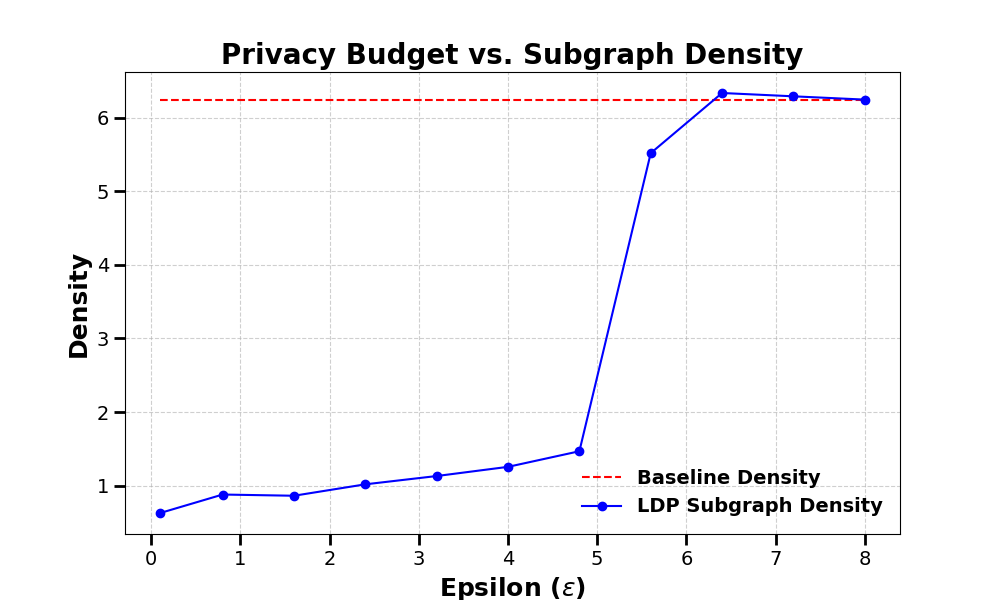 Privacy Budget vs. Subgraph Density
Density
6
5
4
3
2
1
Baseline Density
LDP Subgraph Density
0 1 2 3 4 5 6 7 8
Epsilon (ε)